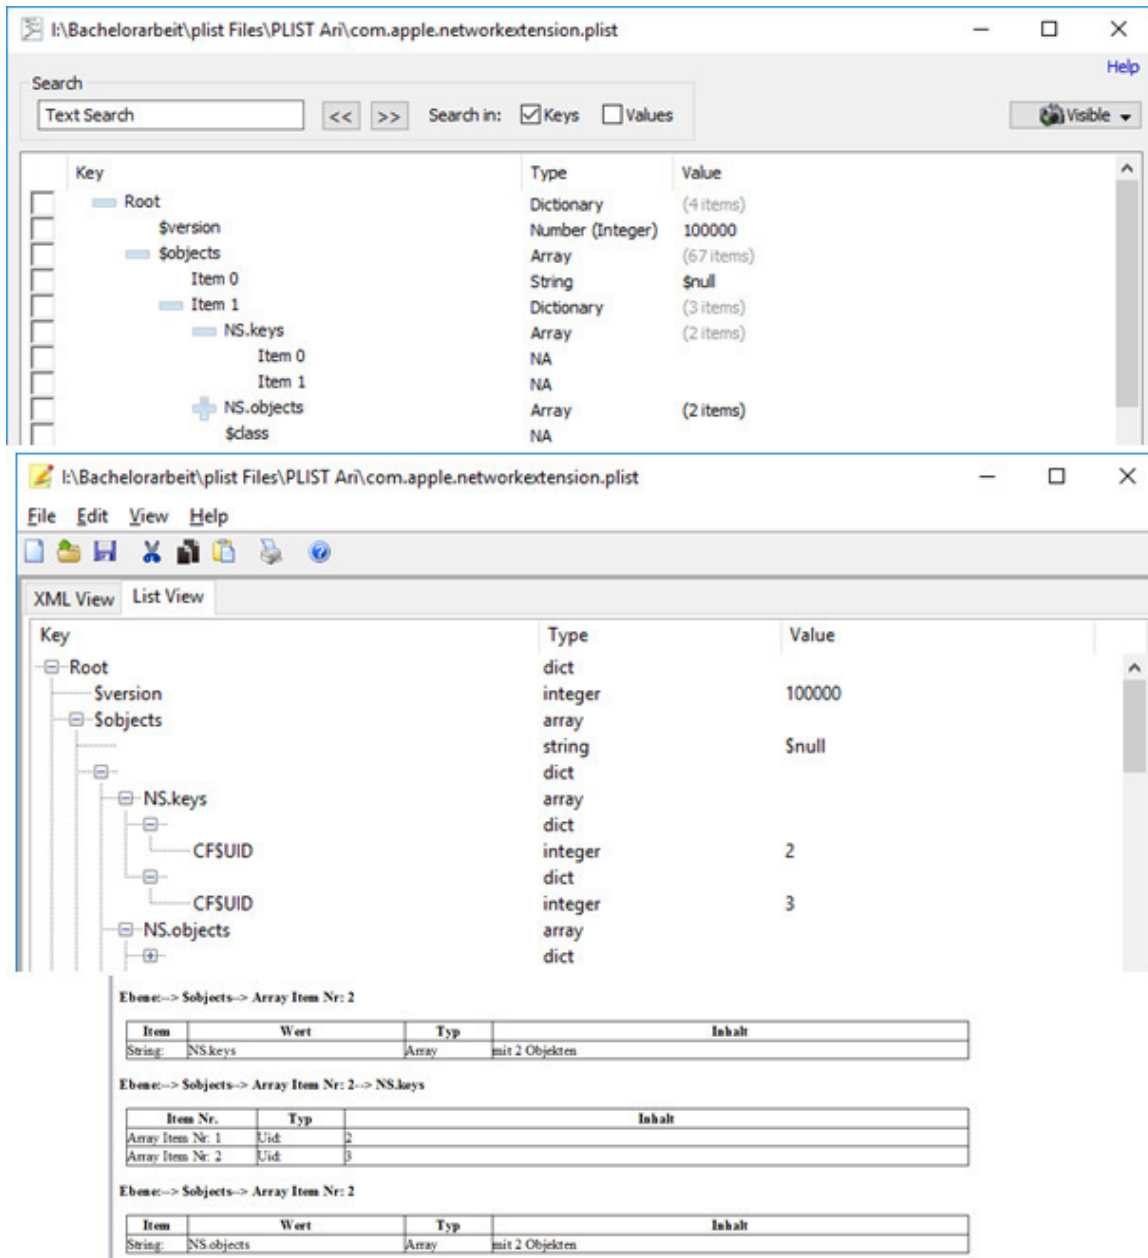 I:\Bachelorarbeit\plist Files\PLIST Ari\com.apple.networkextension.plist
Help
Search
Text Search << >> Search in: Keys Values Visible
Key Type Value
Root Dictionary (4 items)
$version Number (Integer) 100000
$objects Array (67 items)
Item 0 String $null
Item 1 Dictionary (3 items)
NS.keys Array (2 items)
Item 0 NA
Item 1 NA
NS.objects Array (2 items)
$class NA
I:\Bachelorarbeit\plist Files\PLIST Ari\com.apple.networkextension.plist
File Edit View Help
XML View List View
Key Type Value
Root dict
$version integer 100000
$objects array
string $null
dict
NS.keys array
dict
CF$UID integer 2
dict
CF$UID integer 3
NS.objects array
dict
Ebene:--> $objects--> Array Item Nr: 2
Item Wert Typ Inhalt
String: NS.keys Array mit 2 Objekten
Ebene:--> $objects--> Array Item Nr: 2--> NS.keys
Item Nr. Typ Inhalt
Array Item Nr: 1 Uid: 2
Array Item Nr: 2 Uid: 3
Ebene:--> $objects--> Array Item Nr: 2
Item Wert Typ Inhalt
String: NS.objects Array mit 2 Objekten